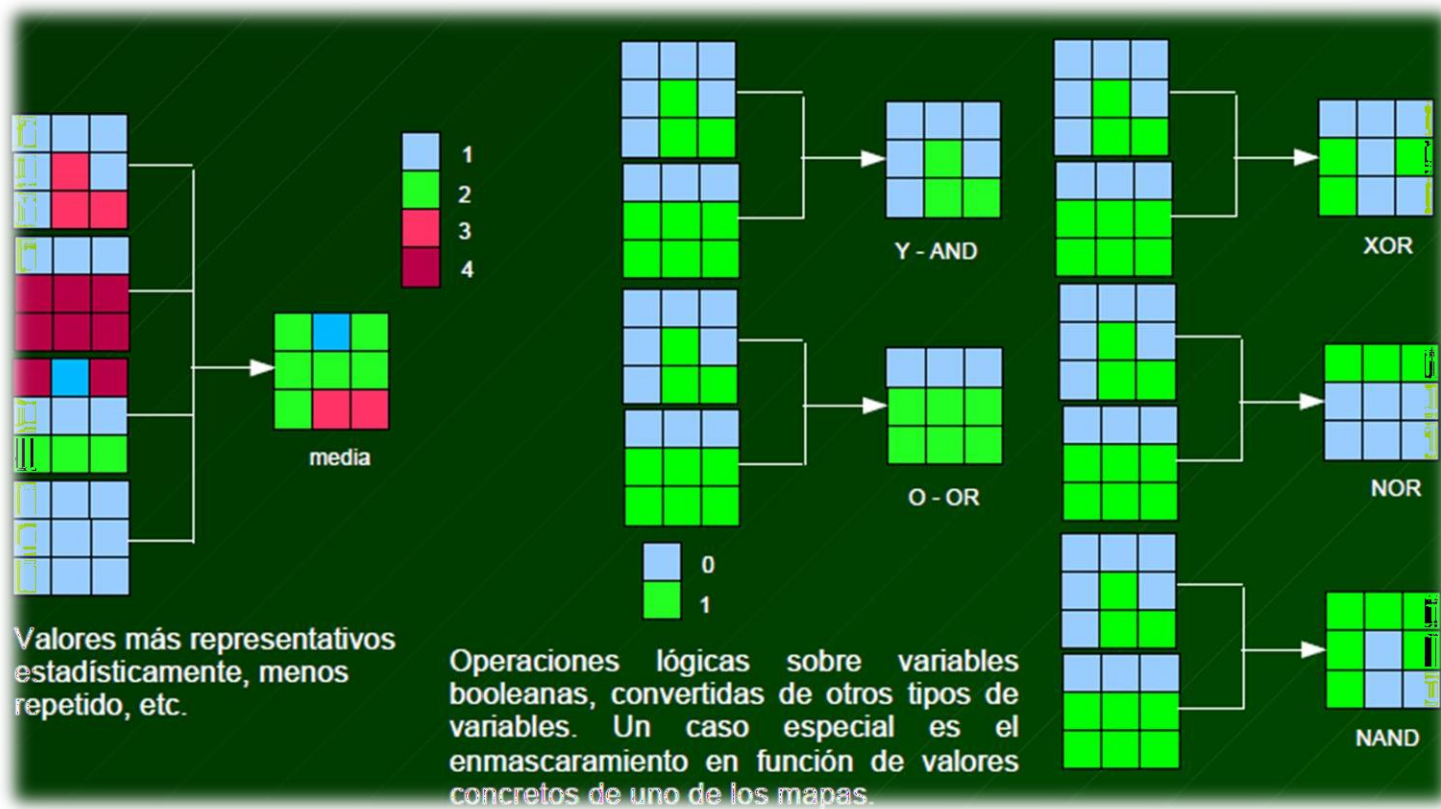 1
2
3
4
media
Valores más representativos
estadísticamente, menos
repetido, etc.
Y - AND
O - OR
0
1
Operaciones lógicas sobre variables
booleanas, convertidas de otros tipos de
variables. Un caso especial es el
enmascaramiento en función de valores
concretos de uno de los mapas.
XOR
NOR
NAND